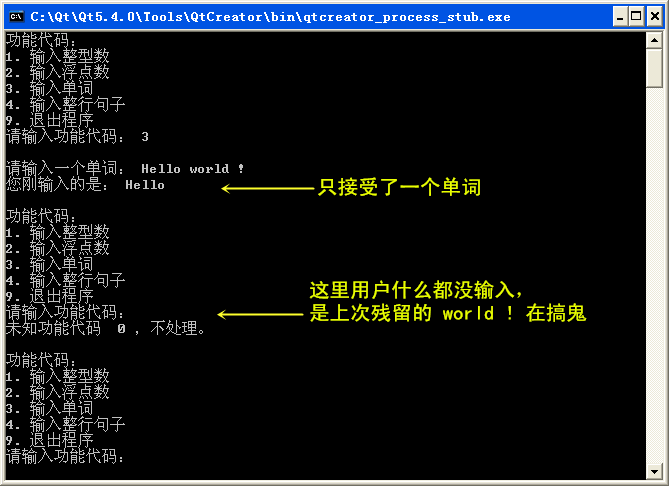 C:\Qt\Qt5.4.0\Tools\QtCreator\bin\qtcreator_process_stub.exe
功能代码:
1. 输入整型数
2. 输入浮点数
3. 输入单词
4. 输入整行句子
9. 退出程序
请输入功能代码: 3
请输入一个单词: Hello world !
您刚输入的是: Hello
只接受了一个单词
功能代码:
1. 输入整型数
2. 输入浮点数
3. 输入单词
4. 输入整行句子
9. 退出程序
请输入功能代码:
未知功能代码 0 , 不处理。
这里用户什么都没输入，
是上次残留的 world ! 在搞鬼
功能代码:
1. 输入整型数
2. 输入浮点数
3. 输入单词
4. 输入整行句子
9. 退出程序
请输入功能代码: